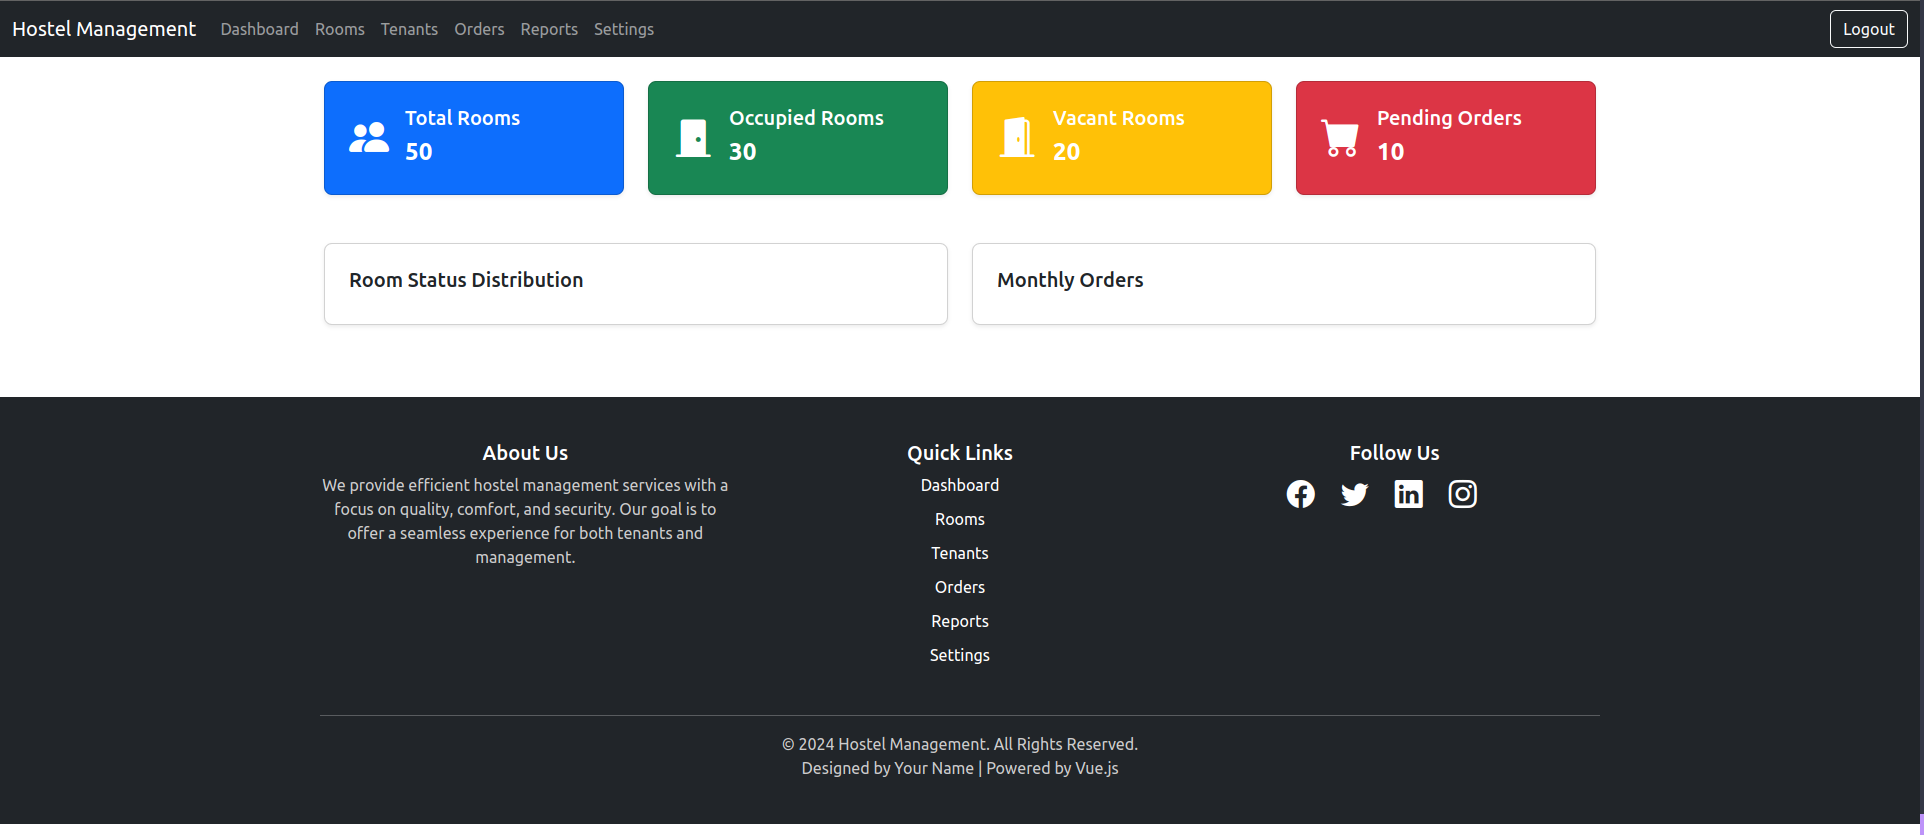 Hostel Management Dashboard Rooms Tenants Orders Reports Settings Logout
Total Rooms
50
Occupied Rooms
30
Vacant Rooms
20
Pending Orders
10
Room Status Distribution
Monthly Orders
About Us
We provide efficient hostel management services with a
focus on quality, comfort, and security. Our goal is to
offer a seamless experience for both tenants and
management.
Quick Links
Dashboard
Rooms
Tenants
Orders
Reports
Settings
Follow Us
© 2024 Hostel Management. All Rights Reserved.
Designed by Your Name | Powered by Vue.js